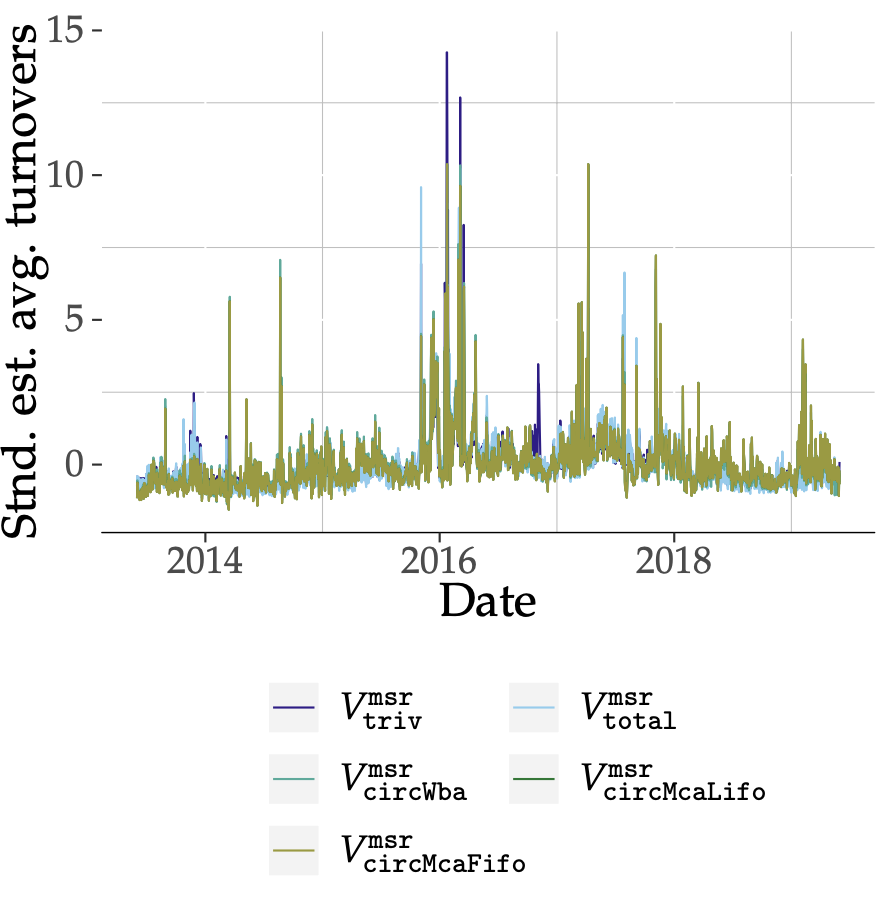 Stnd. est. avg. turnovers
15
10
5
0
2014 2016 2018
Date
V^msr_triv V^msr_total
V^msr_circWba V^msr_circMcaLifo
V^msr_circMcaFifo